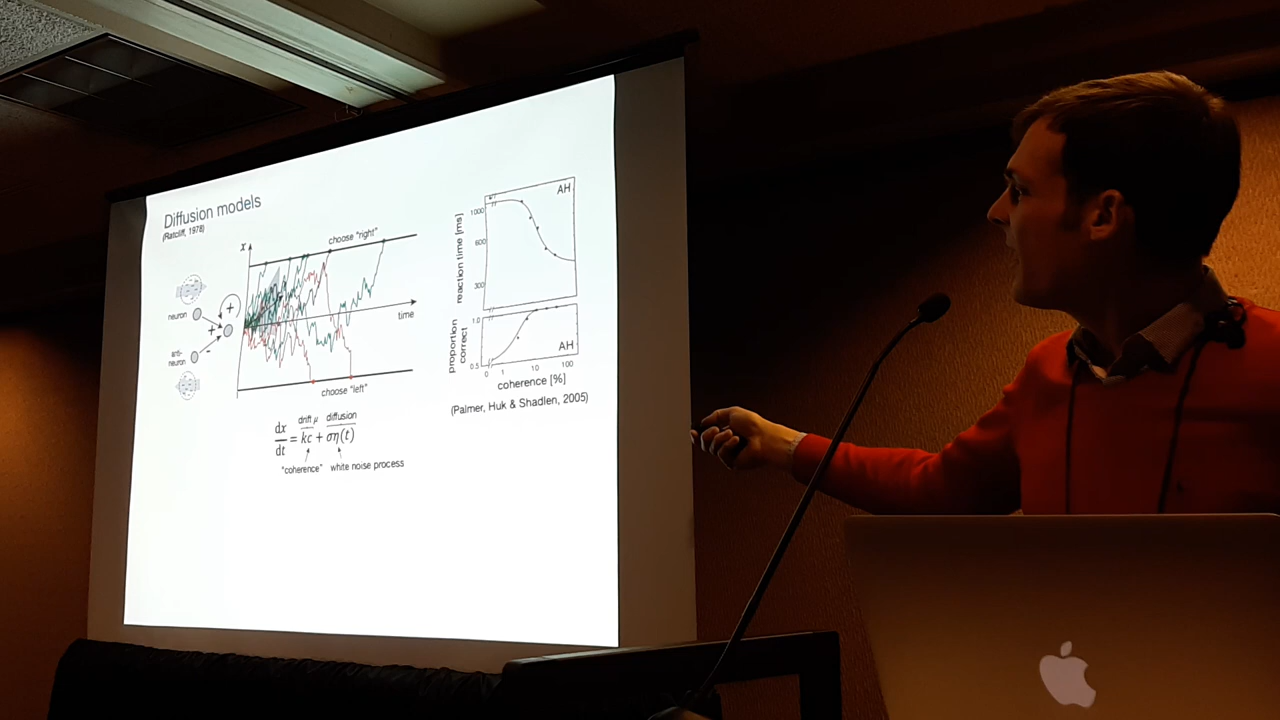 Diffusion models
(Ratcliff, 1978)
x
choose "right"
neuron
+
+
anti-
neuron
-
time
choose "left"
drift μ diffusion
dx/dt = kc + ση(t)
"coherence" white noise process
AH
1000
600
300
reaction time [ms]
AH
1.0
0.5
proportion
correct
0 1 10 100
coherence [%]
(Palmer, Huk & Shadlen, 2005)